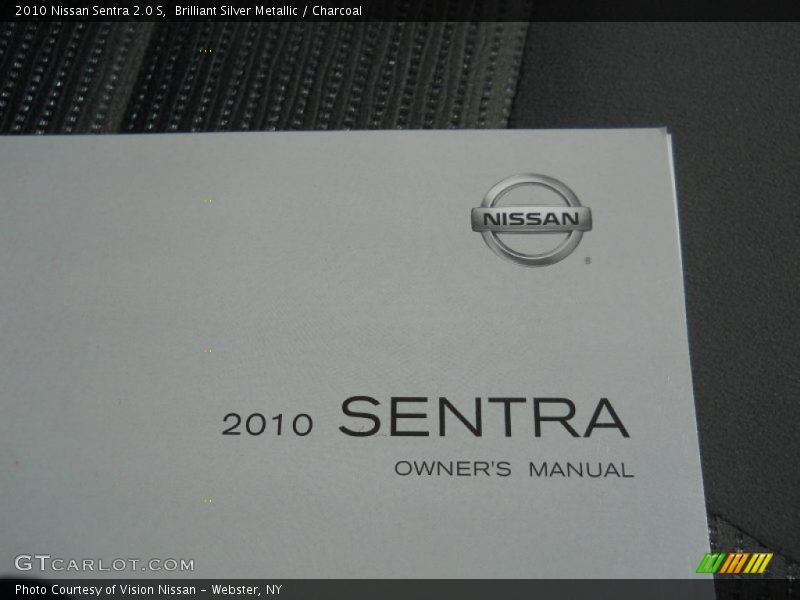 2010 Nissan Sentra 2.0 S, Brilliant Silver Metallic / Charcoal
NISSAN
®
2010 SENTRA
OWNER'S MANUAL
GTCARLOT.COM
Photo Courtesy of Vision Nissan - Webster, NY